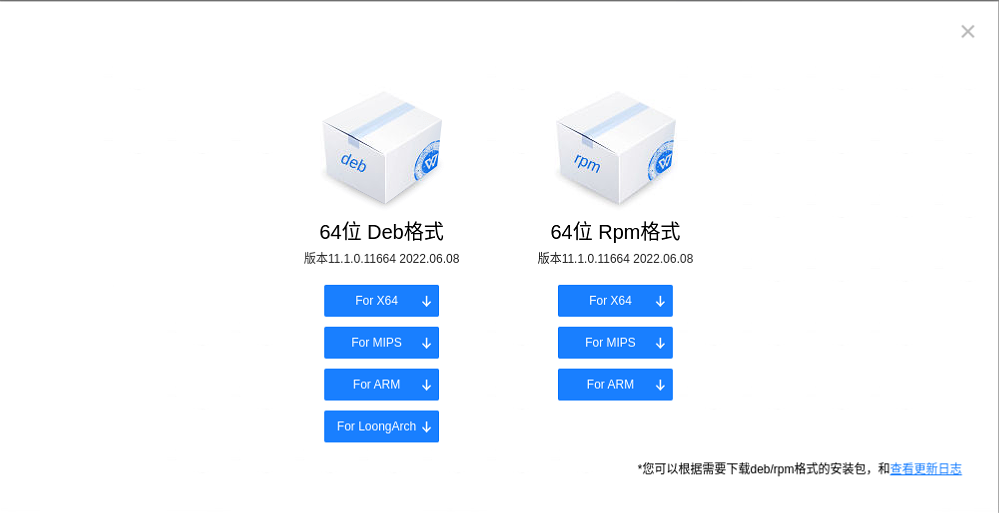 deb
rpm
64位 Deb格式
版本11.1.0.11664 2022.06.08
For X64
For MIPS
For ARM
For LoongArch
64位 Rpm格式
版本11.1.0.11664 2022.06.08
For X64
For MIPS
For ARM
*您可以根据需要下载deb/rpm格式的安装包，和查看更新日志